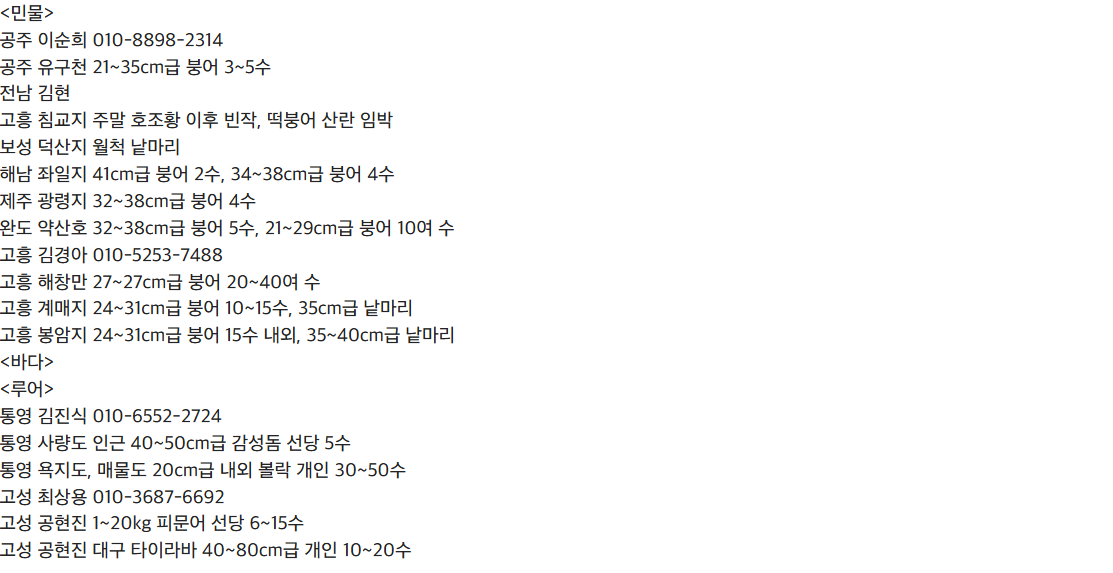 <민물>
공주 이순희 010-8898-2314
공주 유구천 21~35cm급 붕어 3~5수
전남 김현
고흥 침교지 주말 호조황 이후 빈작, 떡붕어 산란 임박
보성 덕산지 월척 낱마리
해남 좌일지 41cm급 붕어 2수, 34~38cm급 붕어 4수
제주 광령지 32~38cm급 붕어 4수
완도 약산호 32~38cm급 붕어 5수, 21~29cm급 붕어 10여 수
고흥 김경아 010-5253-7488
고흥 해창만 27~27cm급 붕어 20~40여 수
고흥 계매지 24~31cm급 붕어 10~15수, 35cm급 낱마리
고흥 봉암지 24~31cm급 붕어 15수 내외, 35~40cm급 낱마리
<바다>
<루어>
통영 김진식 010-6552-2724
통영 사량도 인근 40~50cm급 감성돔 선당 5수
통영 욕지도, 매물도 20cm급 내외 볼락 개인 30~50수
고성 최상용 010-3687-6692
고성 공현진 1~20kg 피문어 선당 6~15수
고성 공현진 대구 타이라바 40~80cm급 개인 10~20수